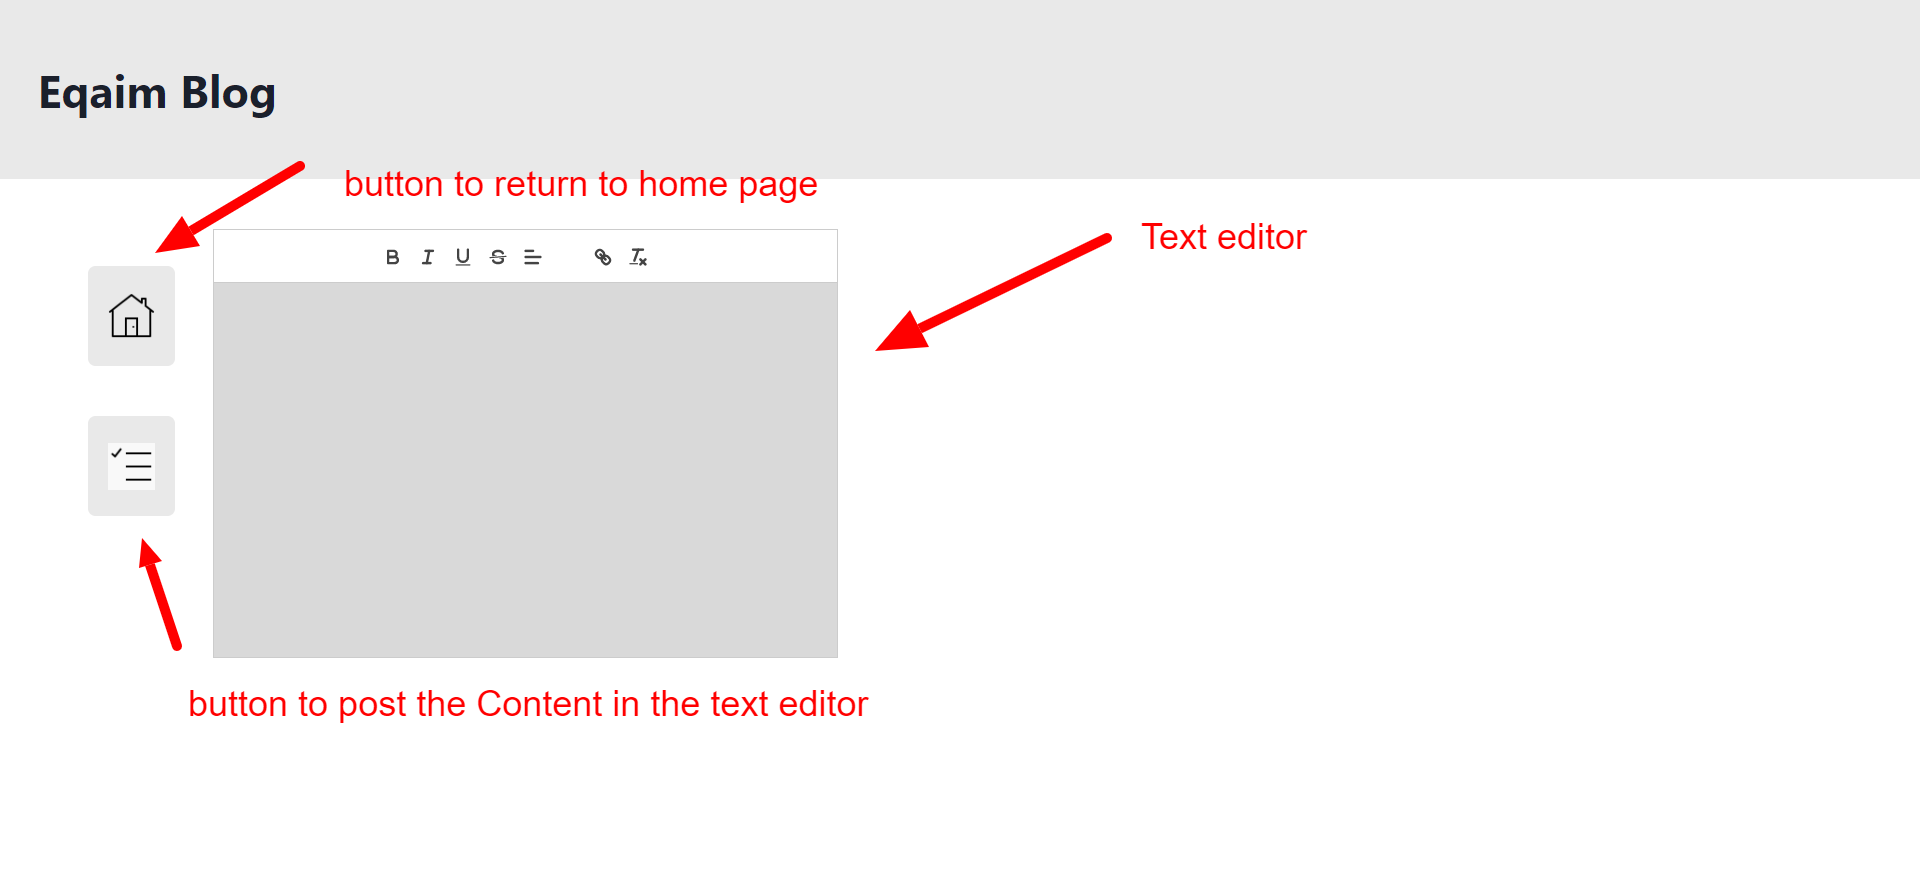 Eqaim Blog
button to return to home page
Text editor
button to post the Content in the text editor